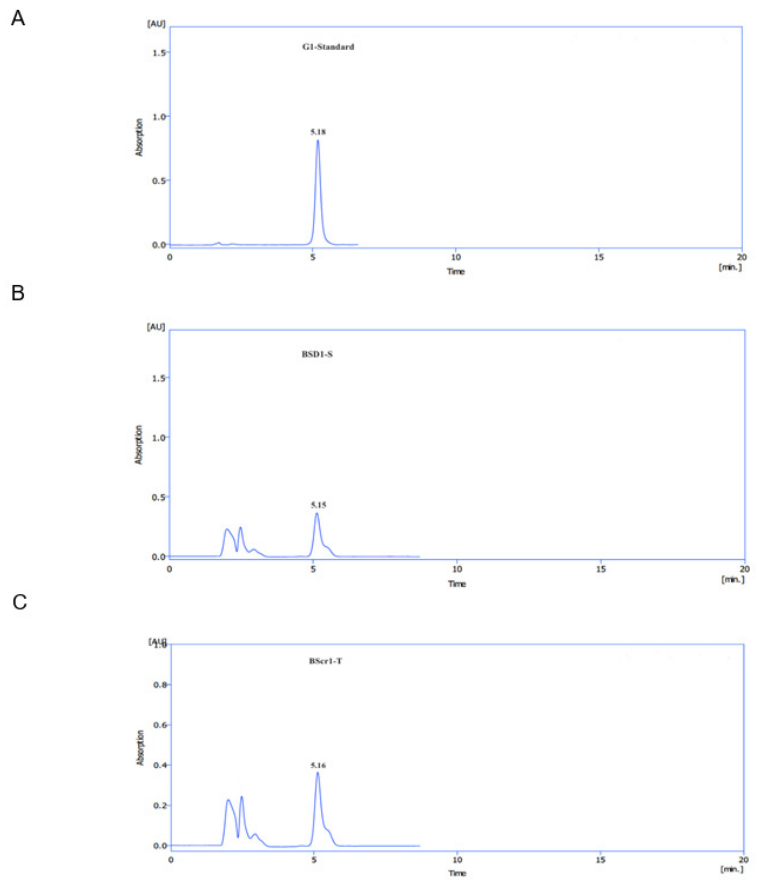 A
[AU]
G1-Standard
1.5
5.18
1.0
Absorption
0.5
0.0
0 5 10 15 20
Time
[min.]
B
[AU]
BSD1-S
1.5
1.0
Absorption
5.15
0.5
0.0
0 5 10 15 20
Time
[min.]
C
[AU]
1.0
BScr1-T
0.8
0.6
Absorption
5.16
0.4
0.2
0.0
0 5 10 15 20
Time
[min.]